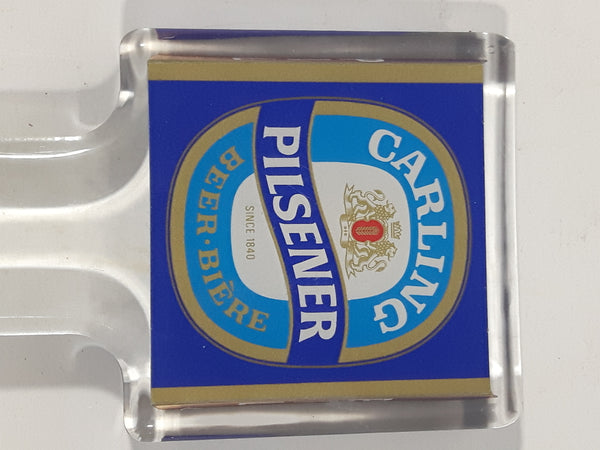 CARLING
PILSENER
SINCE 1840
BEER · BIÈRE